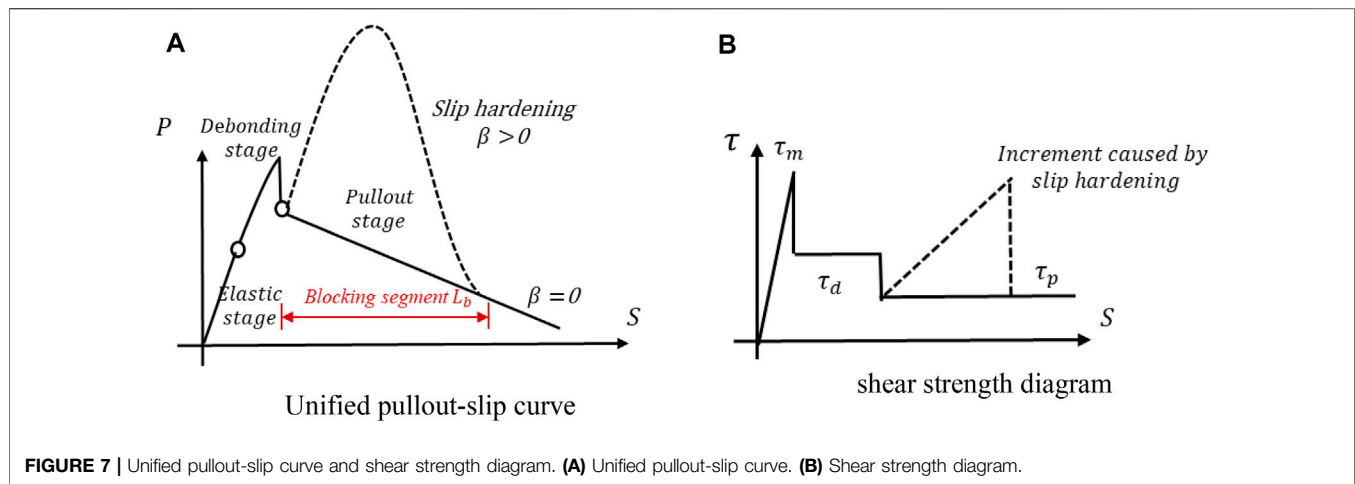 A
P
Debonding
stage
Slip hardening
β > 0
Pullout
stage
Elastic
stage
Blocking segment L_b
β = 0
S
Unified pullout-slip curve
B
τ
τ_m
Increment caused by
slip hardening
τ_d
τ_p
S
shear strength diagram
FIGURE 7 | Unified pullout-slip curve and shear strength diagram. (A) Unified pullout-slip curve. (B) Shear strength diagram.